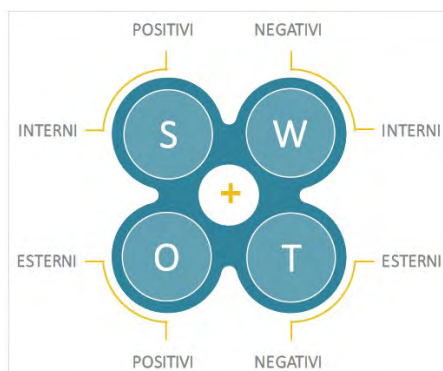 POSITIVI NEGATIVI
INTERNI S W INTERNI
+
ESTERNI O T ESTERNI
POSITIVI NEGATIVI